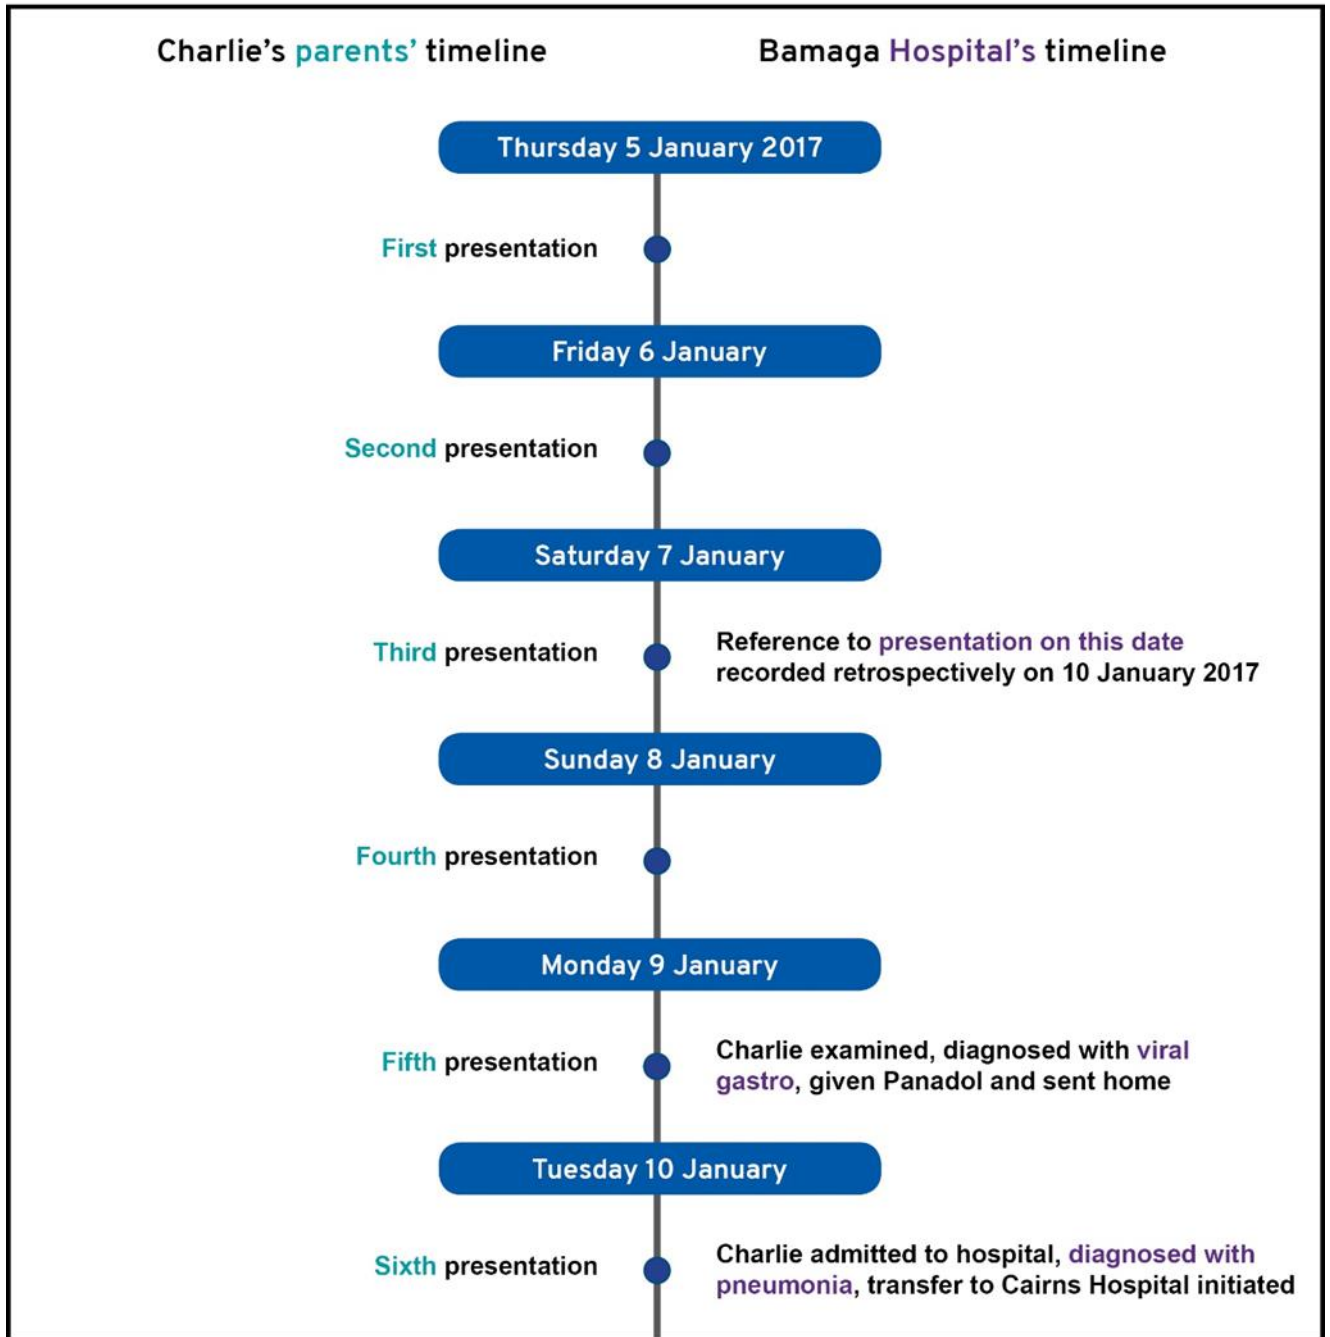 Charlie’s parents’ timeline
Bamaga Hospital’s timeline
Thursday 5 January 2017
First presentation
Friday 6 January
Second presentation
Saturday 7 January
Third presentation
Reference to presentation on this date
recorded retrospectively on 10 January 2017
Sunday 8 January
Fourth presentation
Monday 9 January
Fifth presentation
Charlie examined, diagnosed with viral
gastro, given Panadol and sent home
Tuesday 10 January
Sixth presentation
Charlie admitted to hospital, diagnosed with
pneumonia, transfer to Cairns Hospital initiated